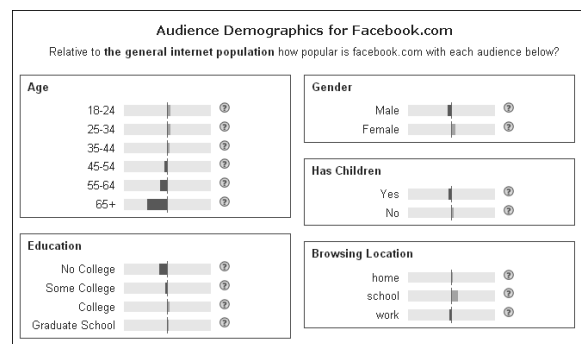 Audience Demographics for Facebook.com
Relative to the general internet population how popular is facebook.com with each audience below?
Age
18-24 ?
25-34 ?
35-44 ?
45-54 ?
55-64 ?
65+ ?
Education
No College ?
Some College ?
College ?
Graduate School ?
Gender
Male ?
Female ?
Has Children
Yes ?
No ?
Browsing Location
home ?
school ?
work ?